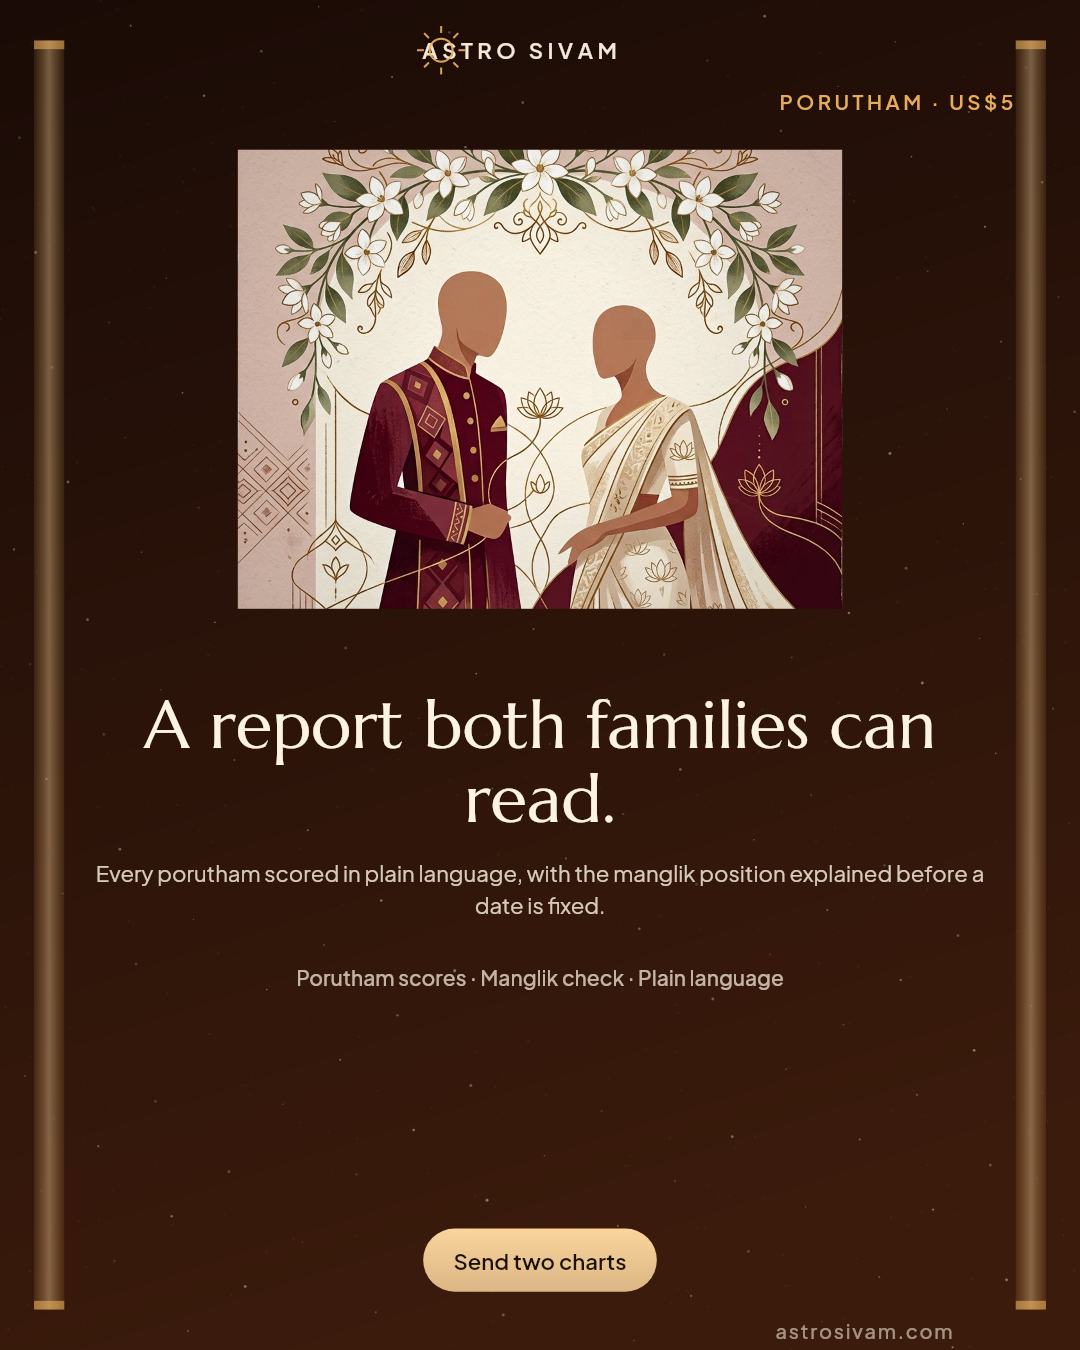 ASTRO SIVAM
PORUTHAM · US$5
A report both families can
read.
Every porutham scored in plain language, with the manglik position explained before a
date is fixed.
Porutham scores · Manglik check · Plain language
Send two charts
astrosivam.com